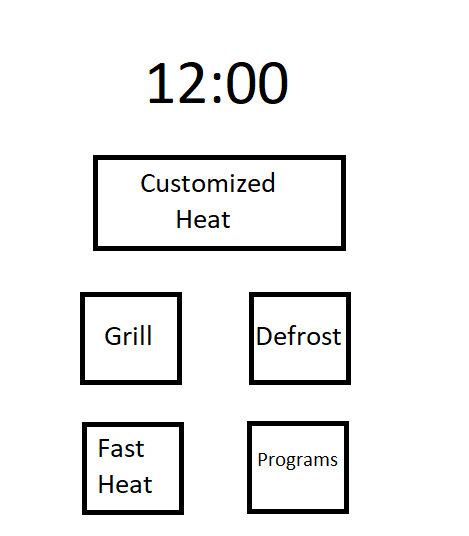 12:00
Customized
Heat
Grill
Defrost
Fast
Heat
Programs